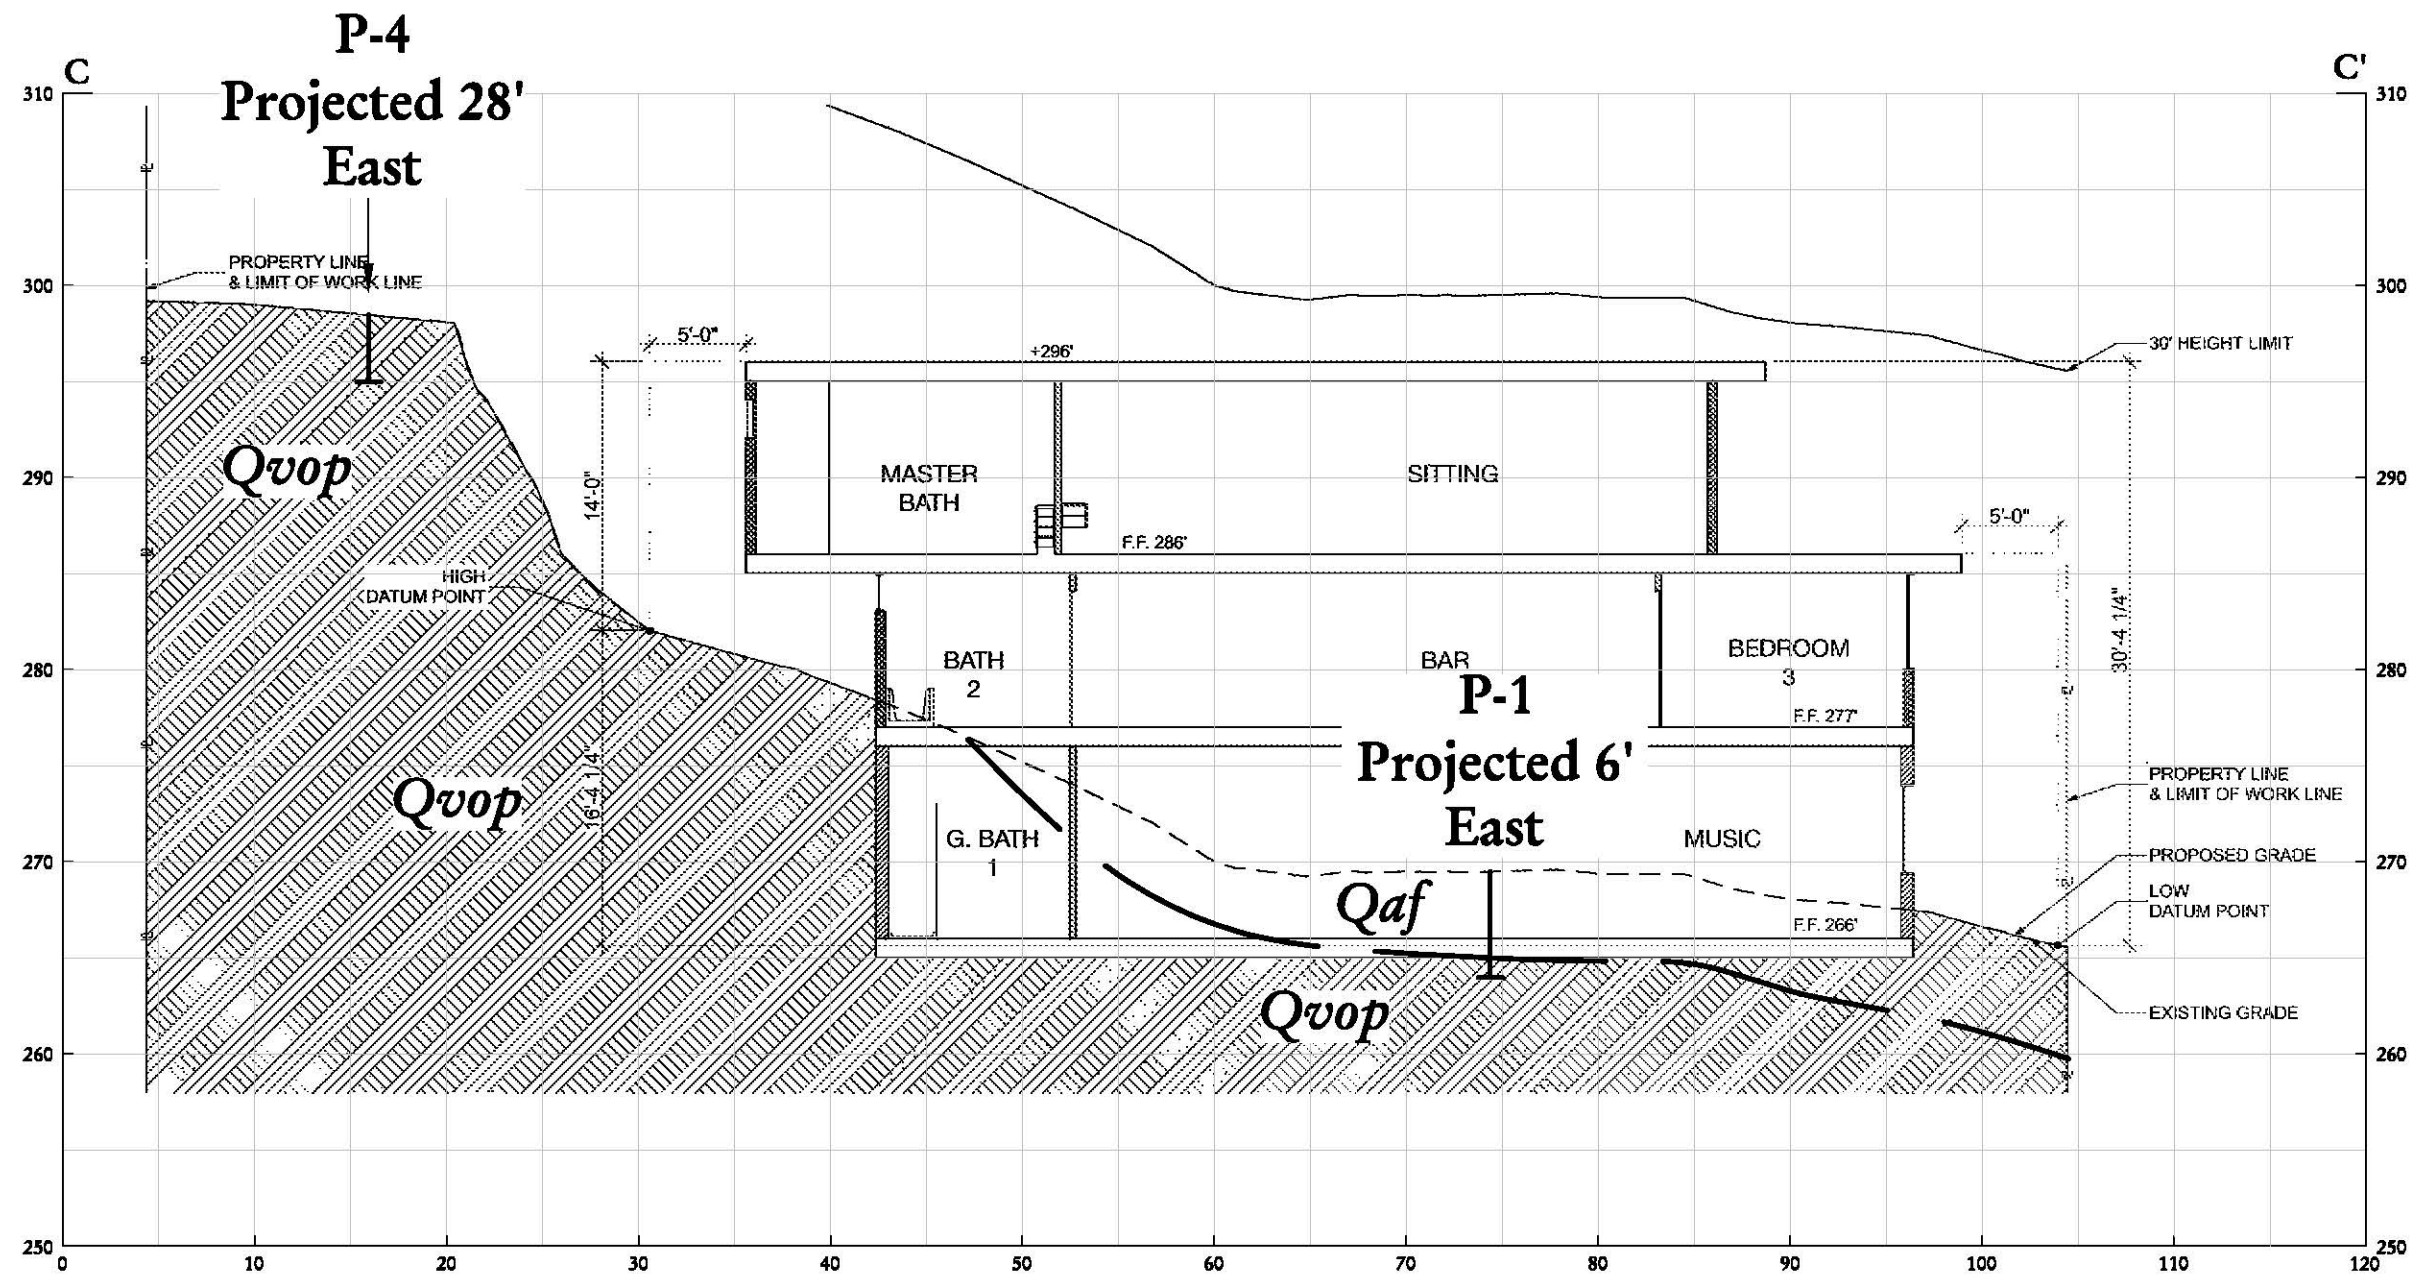 P-4
Projected 28'
East
C
C'
310
310
PROPERTY LINE
& LIMIT OF WORK LINE
300
300
5'-0"
+296'
30' HEIGHT LIMIT
Qvop
MASTER
BATH
SITTING
290
290
14'-0"
5'-0"
F.F. 286'
HIGH
DATUM POINT
30'-4 1/4"
BATH
2
BAR
BEDROOM
3
280
280
P-1
Projected 6'
East
F.F. 277'
Qvop
16'-4 1/4"
PROPERTY LINE
& LIMIT OF WORK LINE
G. BATH
1
MUSIC
270
270
PROPOSED GRADE
Qaf
LOW
DATUM POINT
F.F. 266'
Qvop
EXISTING GRADE
260
260
250
250
0 10 20 30 40 50 60 70 80 90 100 110 120